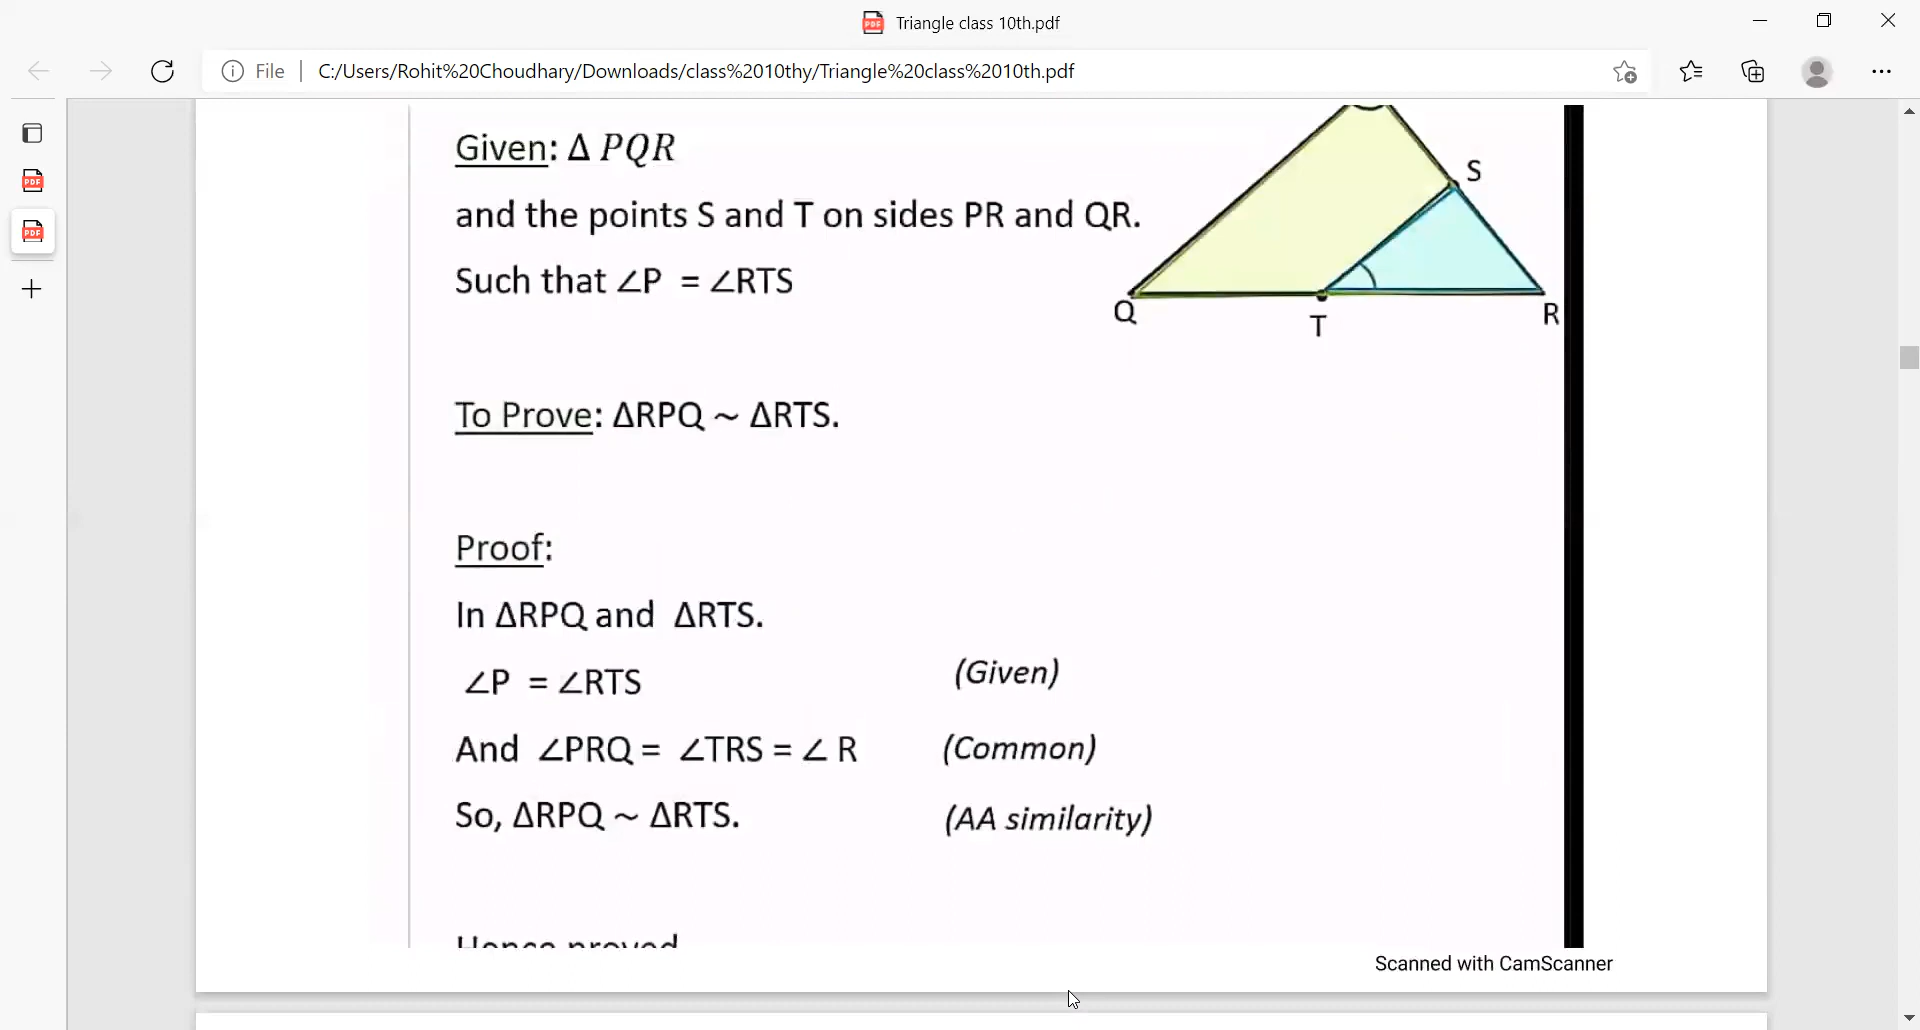 Triangle class 10th.pdf
File
C:/Users/Rohit%20Choudhary/Downloads/class%2010thy/Triangle%20class%2010th.pdf
Given: Δ PQR
and the points S and T on sides PR and QR.
Such that ∠P = ∠RTS
S
Q
T
R
To Prove: ΔRPQ ~ ΔRTS.
Proof:
In ΔRPQ and ΔRTS.
∠P = ∠RTS (Given)
And ∠PRQ = ∠TRS = ∠ R (Common)
So, ΔRPQ ~ ΔRTS. (AA similarity)
Hence proved
Scanned with CamScanner